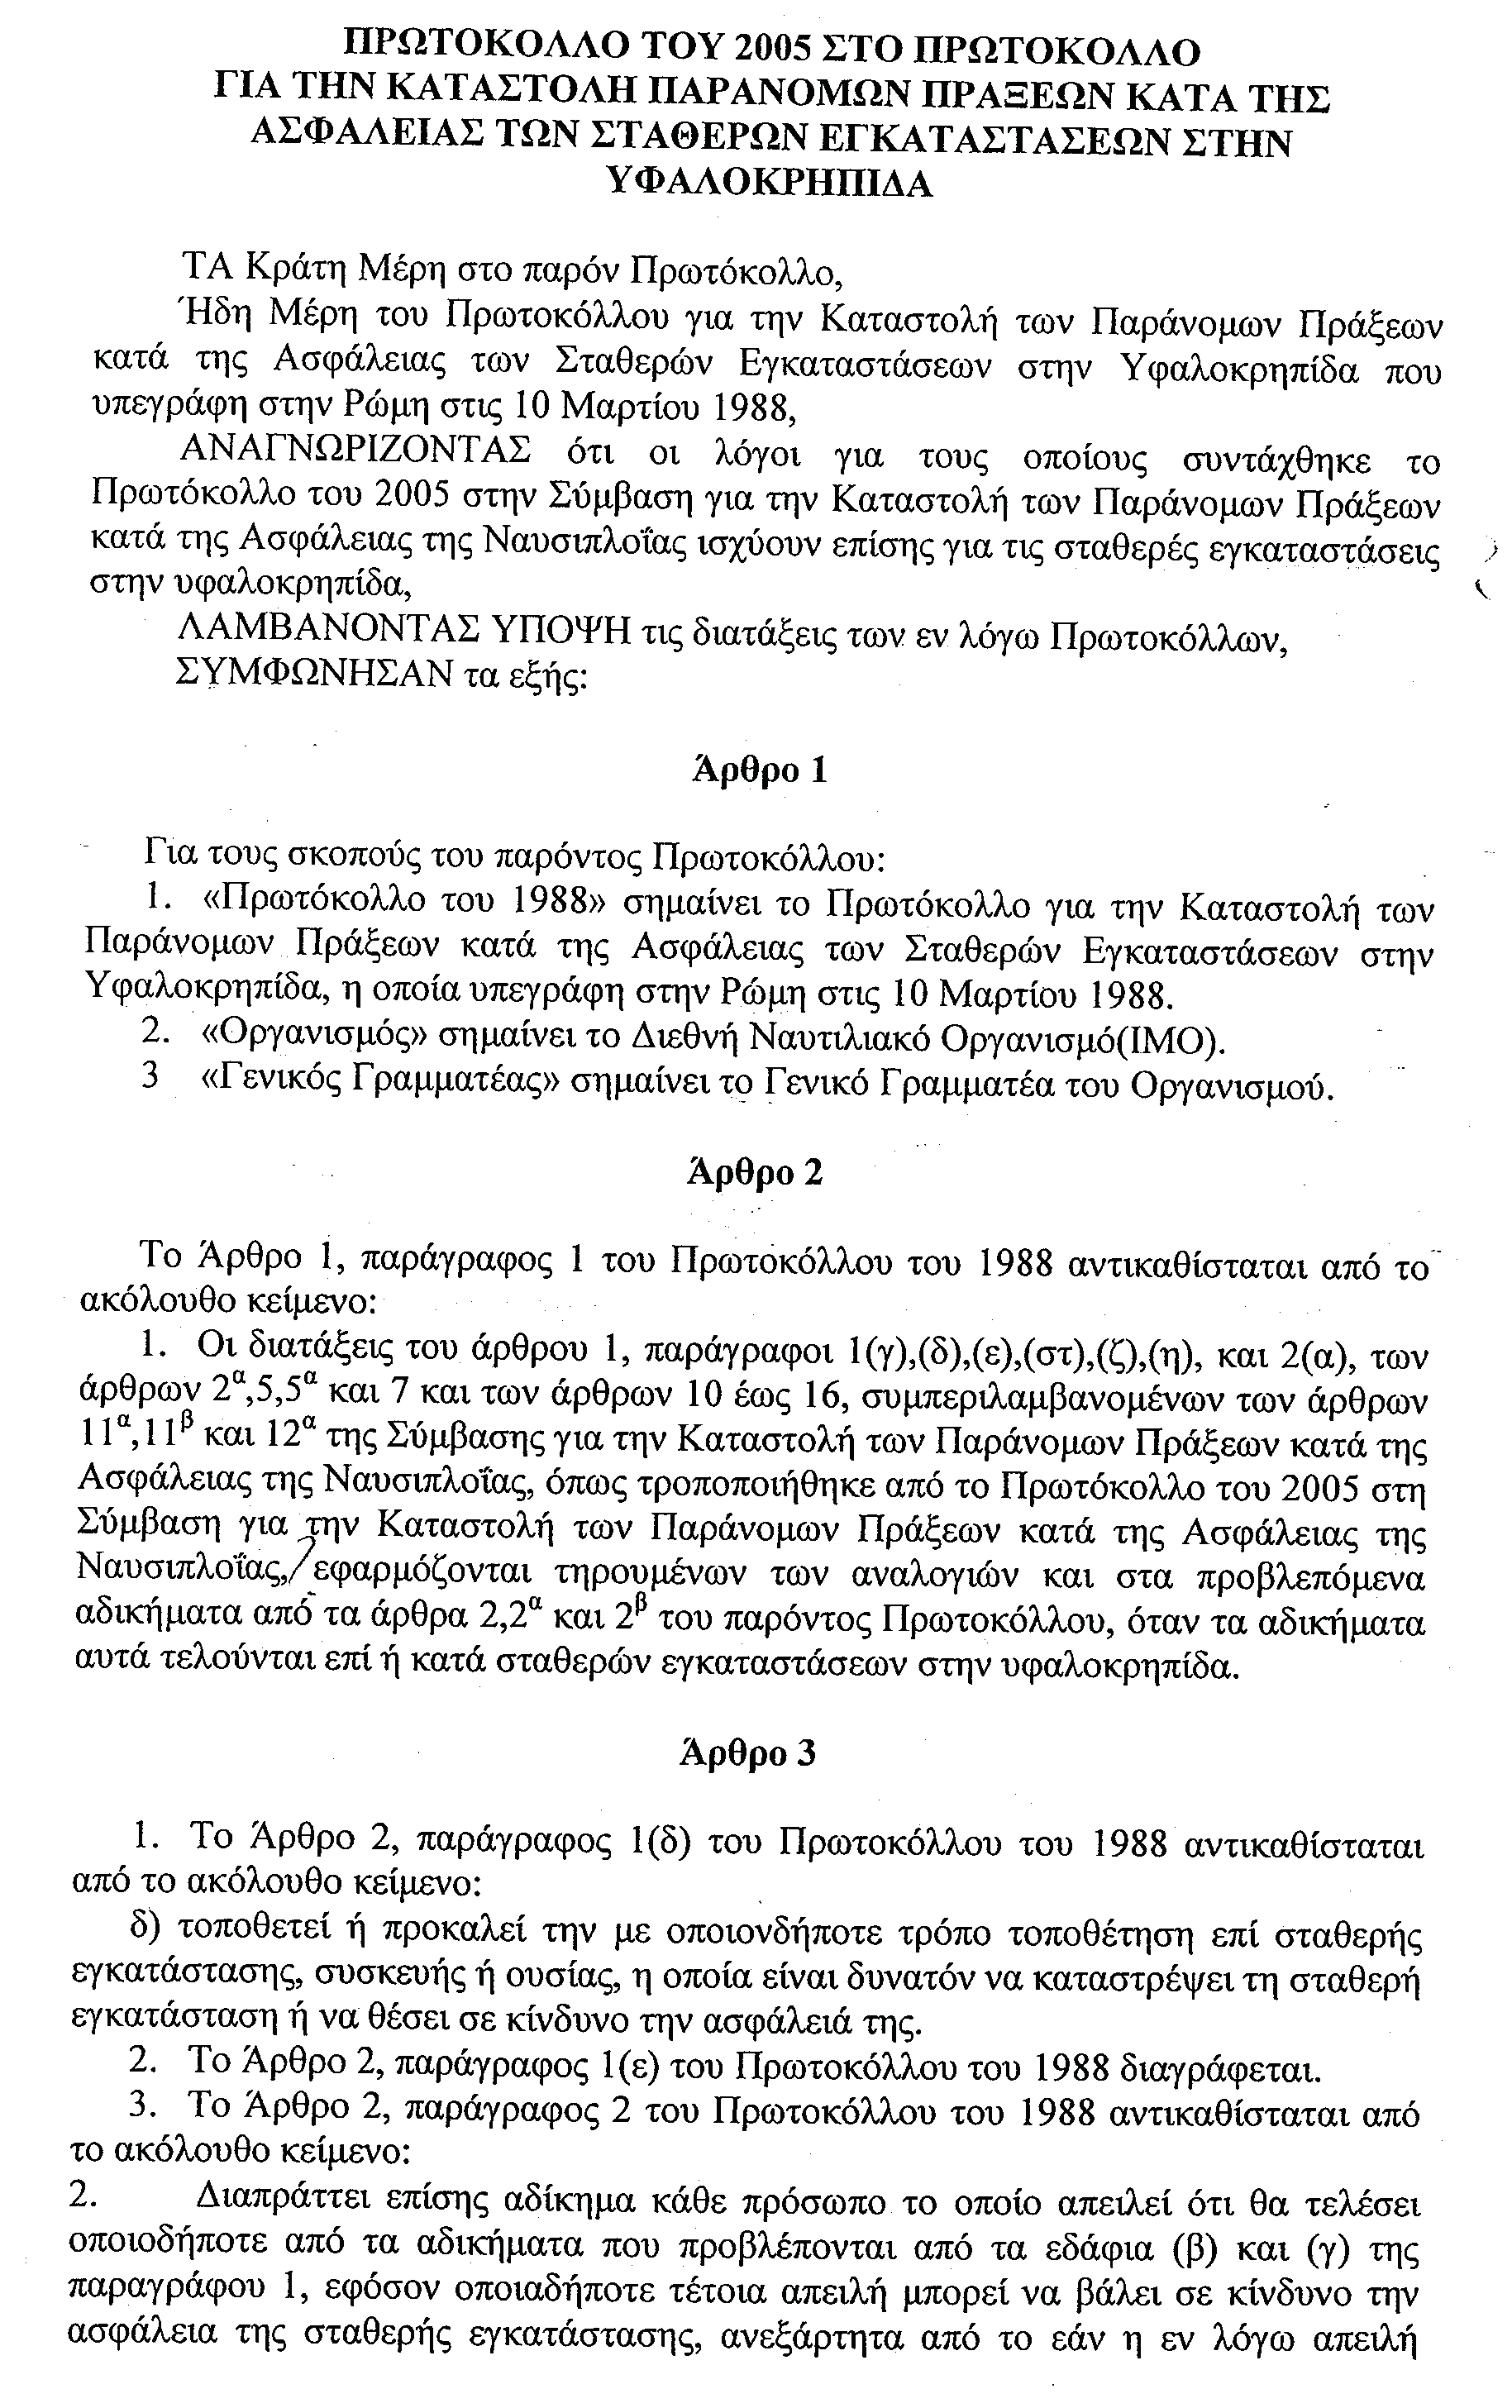 ΠΡΩΤΟΚΟΛΛΟ ΤΟΥ 2005 ΣΤΟ ΠΡΩΤΟΚΟΛΛΟ
ΓΙΑ ΤΗΝ ΚΑΤΑΣΤΟΛΗ ΠΑΡΑΝΟΜΩΝ ΠΡΑΞΕΩΝ ΚΑΤΑ ΤΗΣ
ΑΣΦΑΛΕΙΑΣ ΤΩΝ ΣΤΑΘΕΡΩΝ ΕΓΚΑΤΑΣΤΑΣΕΩΝ ΣΤΗΝ
ΥΦΑΛΟΚΡΗΠΙΔΑ
ΤΑ Κράτη Μέρη στο παρόν Πρωτόκολλο,
Ήδη Μέρη του Πρωτοκόλλου για την Καταστολή των Παράνομων Πράξεων
κατά της Ασφάλειας των Σταθερών Εγκαταστάσεων στην Υφαλοκρηπίδα που
υπεγράφη στην Ρώμη στις 10 Μαρτίου 1988,
ΑΝΑΓΝΩΡΙΖΟΝΤΑΣ ότι οι λόγοι για τους οποίους συντάχθηκε το
Πρωτόκολλο του 2005 στην Σύμβαση για την Καταστολή των Παράνομων Πράξεων
κατά της Ασφάλειας της Ναυσιπλοΐας ισχύουν επίσης για τις σταθερές εγκαταστάσεις
στην υφαλοκρηπίδα,
ΛΑΜΒΑΝΟΝΤΑΣ ΥΠΟΨΗ τις διατάξεις των εν λόγω Πρωτοκόλλων,
ΣΥΜΦΩΝΗΣΑΝ τα εξής:
Άρθρο 1
Για τους σκοπούς του παρόντος Πρωτοκόλλου:
1. «Πρωτόκολλο του 1988» σημαίνει το Πρωτόκολλο για την Καταστολή των
Παράνομων Πράξεων κατά της Ασφάλειας των Σταθερών Εγκαταστάσεων στην
Υφαλοκρηπίδα, η οποία υπεγράφη στην Ρώμη στις 10 Μαρτίου 1988.
2. «Οργανισμός» σημαίνει το Διεθνή Ναυτιλιακό Οργανισμό(ΙΜΟ).
3 «Γενικός Γραμματέας» σημαίνει το Γενικό Γραμματέα του Οργανισμού.
Άρθρο 2
Το Άρθρο 1, παράγραφος 1 του Πρωτοκόλλου του 1988 αντικαθίσταται από το
ακόλουθο κείμενο:
1. Οι διατάξεις του άρθρου 1, παράγραφοι 1(γ),(δ),(ε),(στ),(ζ),(η), και 2(α), των
άρθρων 2ᵅ,5,5ᵅ και 7 και των άρθρων 10 έως 16, συμπεριλαμβανομένων των άρθρων
11ᵅ,11ᵝ και 12ᵅ της Σύμβασης για την Καταστολή των Παράνομων Πράξεων κατά της
Ασφάλειας της Ναυσιπλοΐας, όπως τροποποιήθηκε από το Πρωτόκολλο του 2005 στη
Σύμβαση για την Καταστολή των Παράνομων Πράξεων κατά της Ασφάλειας της
Ναυσιπλοΐας, εφαρμόζονται τηρουμένων των αναλογιών και στα προβλεπόμενα
αδικήματα από τα άρθρα 2,2ᵅ και 2ᵝ του παρόντος Πρωτοκόλλου, όταν τα αδικήματα
αυτά τελούνται επί ή κατά σταθερών εγκαταστάσεων στην υφαλοκρηπίδα.
Άρθρο 3
1. Το Άρθρο 2, παράγραφος 1(δ) του Πρωτοκόλλου του 1988 αντικαθίσταται
από το ακόλουθο κείμενο:
δ) τοποθετεί ή προκαλεί την με οποιονδήποτε τρόπο τοποθέτηση επί σταθερής
εγκατάστασης, συσκευής ή ουσίας, η οποία είναι δυνατόν να καταστρέψει τη σταθερή
εγκατάσταση ή να θέσει σε κίνδυνο την ασφάλειά της.
2. Το Άρθρο 2, παράγραφος 1(ε) του Πρωτοκόλλου του 1988 διαγράφεται.
3. Το Άρθρο 2, παράγραφος 2 του Πρωτοκόλλου του 1988 αντικαθίσταται από
το ακόλουθο κείμενο:
2. Διαπράττει επίσης αδίκημα κάθε πρόσωπο το οποίο απειλεί ότι θα τελέσει
οποιοδήποτε από τα αδικήματα που προβλέπονται από τα εδάφια (β) και (γ) της
παραγράφου 1, εφόσον οποιαδήποτε τέτοια απειλή μπορεί να βάλει σε κίνδυνο την
ασφάλεια της σταθερής εγκατάστασης, ανεξάρτητα από το εάν η εν λόγω απειλή